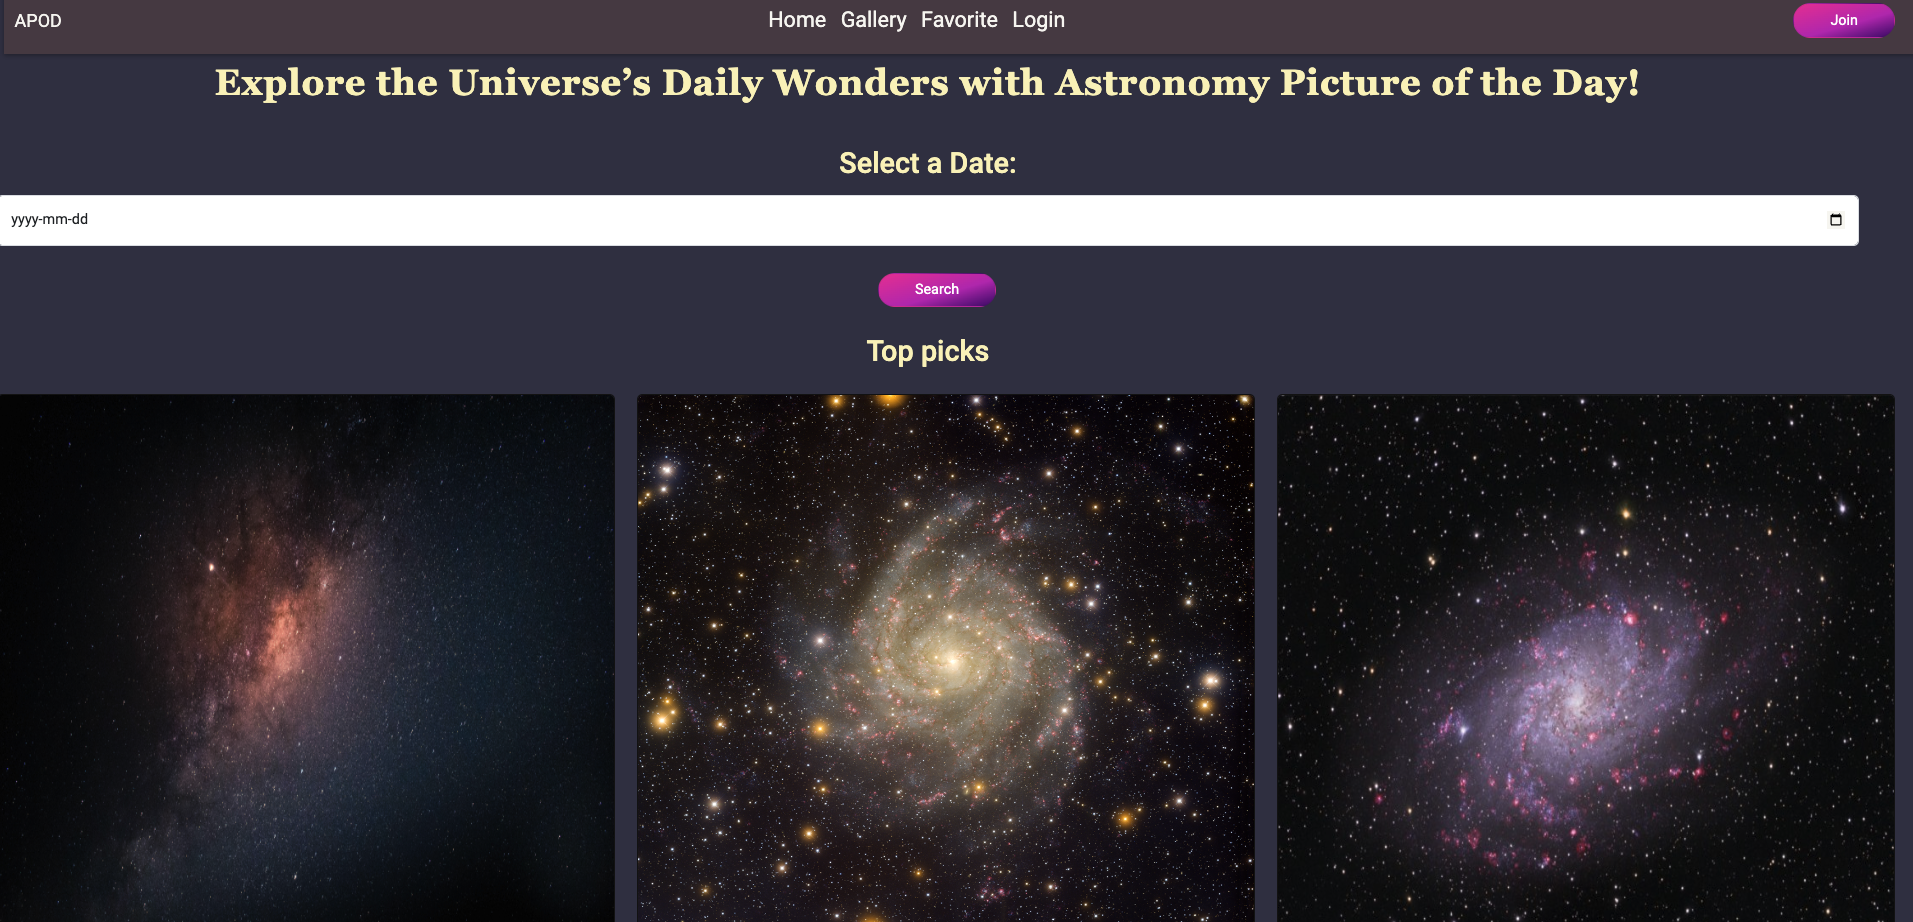 APOD
Home Gallery Favorite Login
Join
Explore the Universe’s Daily Wonders with Astronomy Picture of the Day!
Select a Date:
yyyy-mm-dd
Search
Top picks